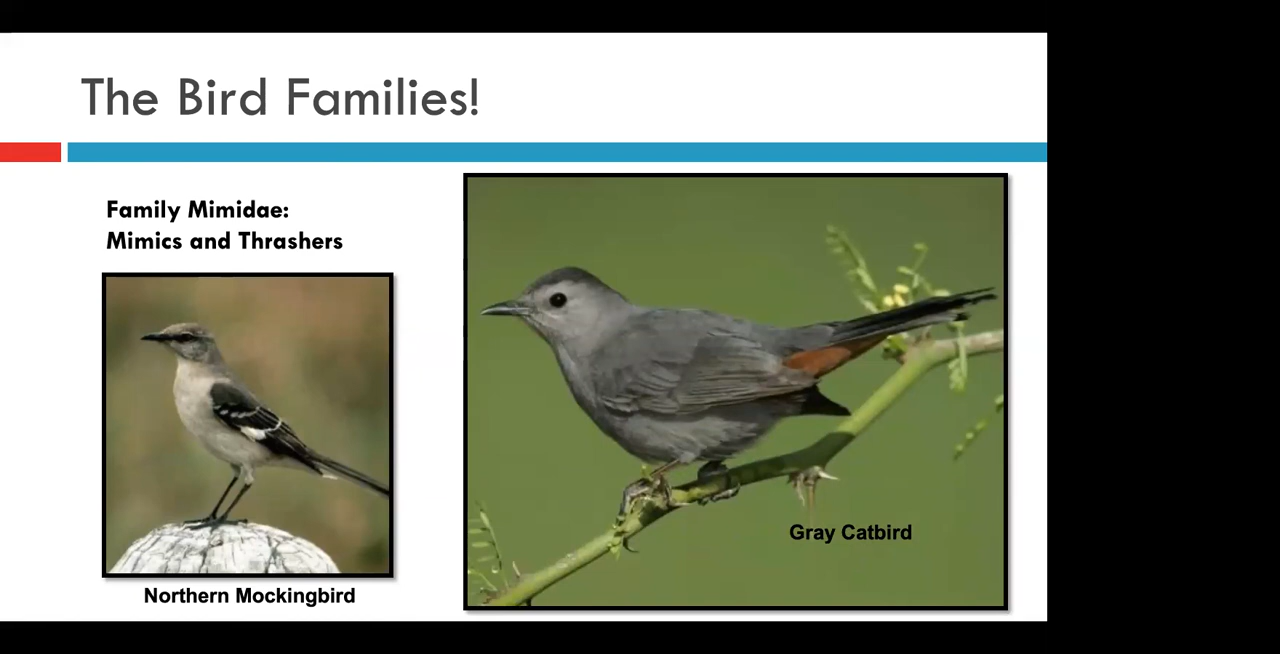 The Bird Families!
Family Mimidae:
Mimics and Thrashers
Northern Mockingbird
Gray Catbird